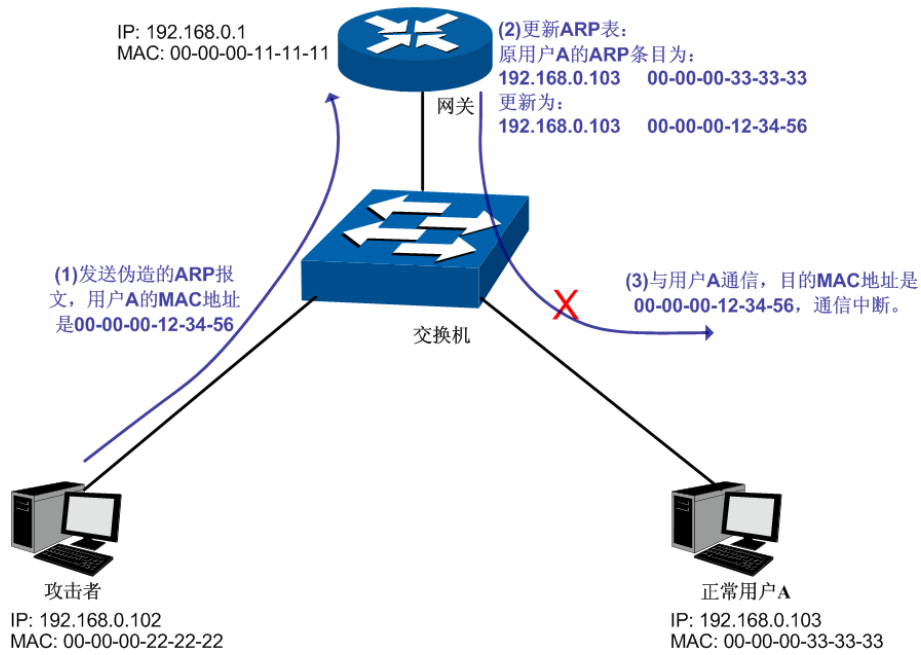 IP: 192.168.0.1
MAC: 00-00-00-11-11-11
(2)更新ARP表：
原用户A的ARP条目为：
192.168.0.103 00-00-00-33-33-33
更新为：
192.168.0.103 00-00-00-12-34-56
网关
(1)发送伪造的ARP报
文，用户A的MAC地址
是00-00-00-12-34-56
(3)与用户A通信，目的MAC地址是
00-00-00-12-34-56，通信中断。
X
交换机
攻击者
IP: 192.168.0.102
MAC: 00-00-00-22-22-22
正常用户A
IP: 192.168.0.103
MAC: 00-00-00-33-33-33